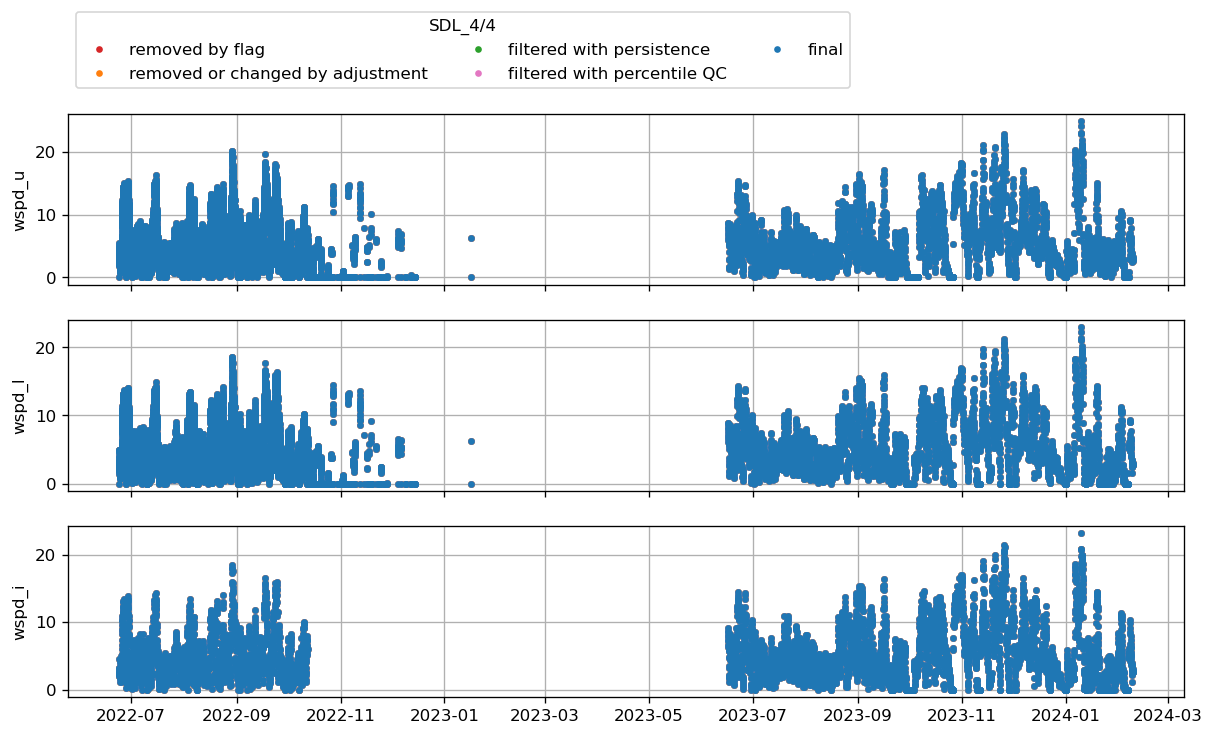 SDL_4/4
removed by flag
filtered with persistence
final
removed or changed by adjustment
filtered with percentile QC
wspd_u
20
10
0
wspd_l
20
10
0
wspd_i
20
10
0
2022-07 2022-09 2022-11 2023-01 2023-03 2023-05 2023-07 2023-09 2023-11 2024-01 2024-03